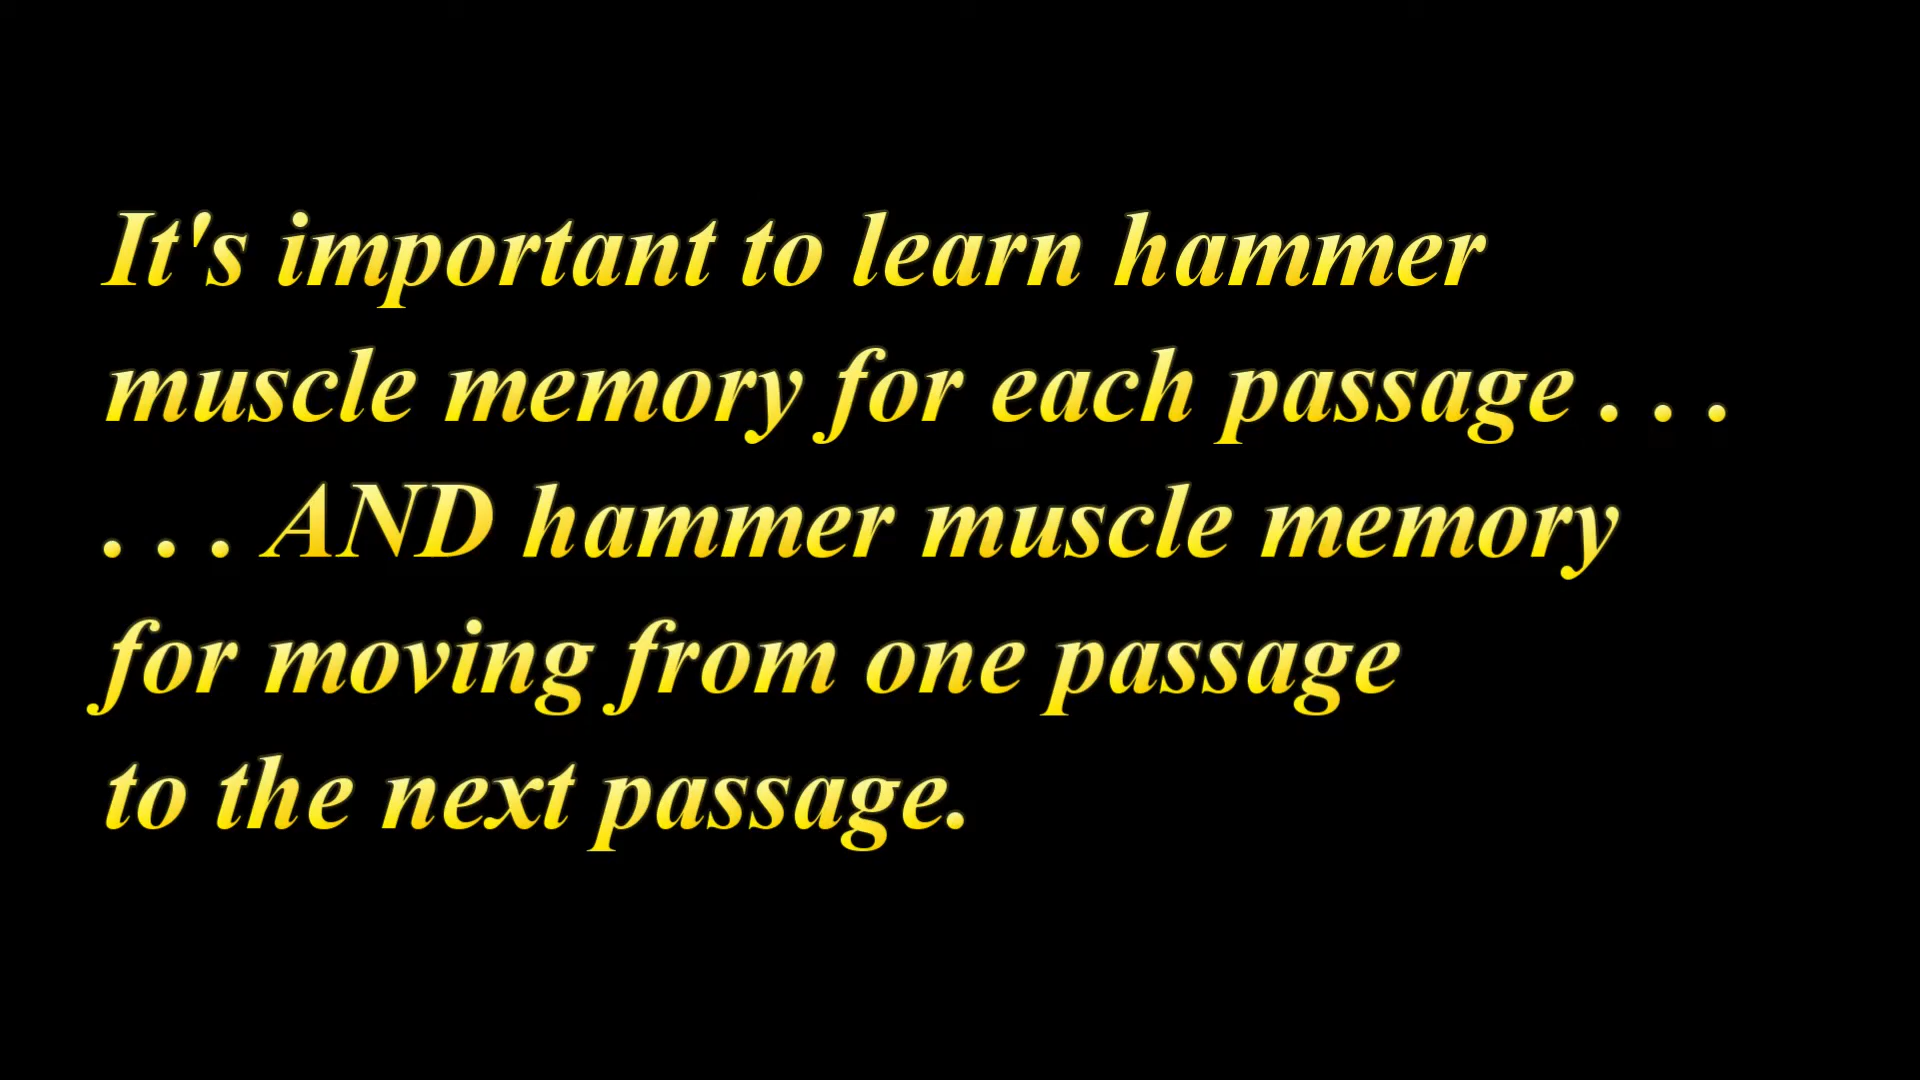 It's important to learn hammer
muscle memory for each passage . . .
. . . AND hammer muscle memory
for moving from one passage
to the next passage.